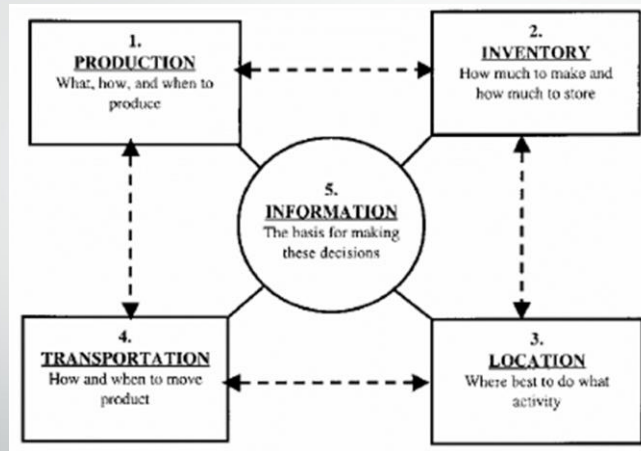 1.
PRODUCTION
What, how, and when to
produce
2.
INVENTORY
How much to make and
how much to store
5.
INFORMATION
The basis for making
these decisions
4.
TRANSPORTATION
How and when to move
product
3.
LOCATION
Where best to do what
activity